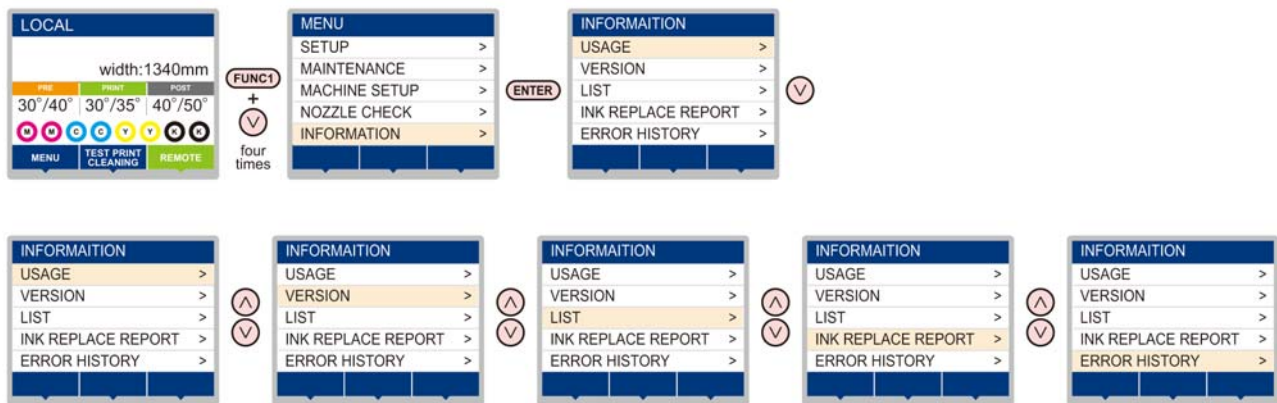 LOCAL
width:1340mm
PRE PRINT POST
30°/40° 30°/35° 40°/50°
M M C C Y Y K K
MENU TEST PRINT CLEANING REMOTE
FUNC1
+
four
times
MENU
SETUP >
MAINTENANCE >
MACHINE SETUP >
NOZZLE CHECK >
INFORMATION >
ENTER
INFORMAITION
USAGE >
VERSION >
LIST >
INK REPLACE REPORT >
ERROR HISTORY >
INFORMAITION
USAGE >
VERSION >
LIST >
INK REPLACE REPORT >
ERROR HISTORY >
INFORMAITION
USAGE >
VERSION >
LIST >
INK REPLACE REPORT >
ERROR HISTORY >
INFORMAITION
USAGE >
VERSION >
LIST >
INK REPLACE REPORT >
ERROR HISTORY >
INFORMAITION
USAGE >
VERSION >
LIST >
INK REPLACE REPORT >
ERROR HISTORY >
INFORMAITION
USAGE >
VERSION >
LIST >
INK REPLACE REPORT >
ERROR HISTORY >